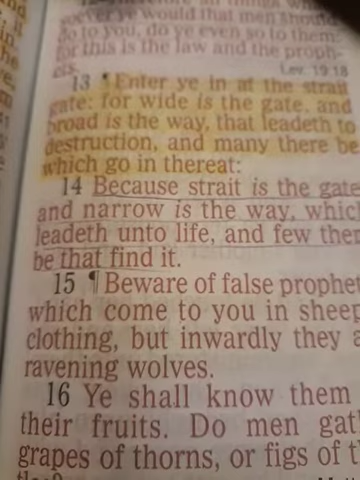 soever ye would that men should
do to you, do ye even so to them:
for this is the law and the proph-
ets. Lev. 19:18
13 ¶ Enter ye in at the strait
gate: for wide is the gate, and
broad is the way, that leadeth to
destruction, and many there be
which go in thereat:
14 Because strait is the gate
and narrow is the way, which
leadeth unto life, and few ther
be that find it.
15 ¶ Beware of false prophet
which come to you in sheep
clothing, but inwardly they a
ravening wolves.
16 Ye shall know them
their fruits. Do men gat
grapes of thorns, or figs of t